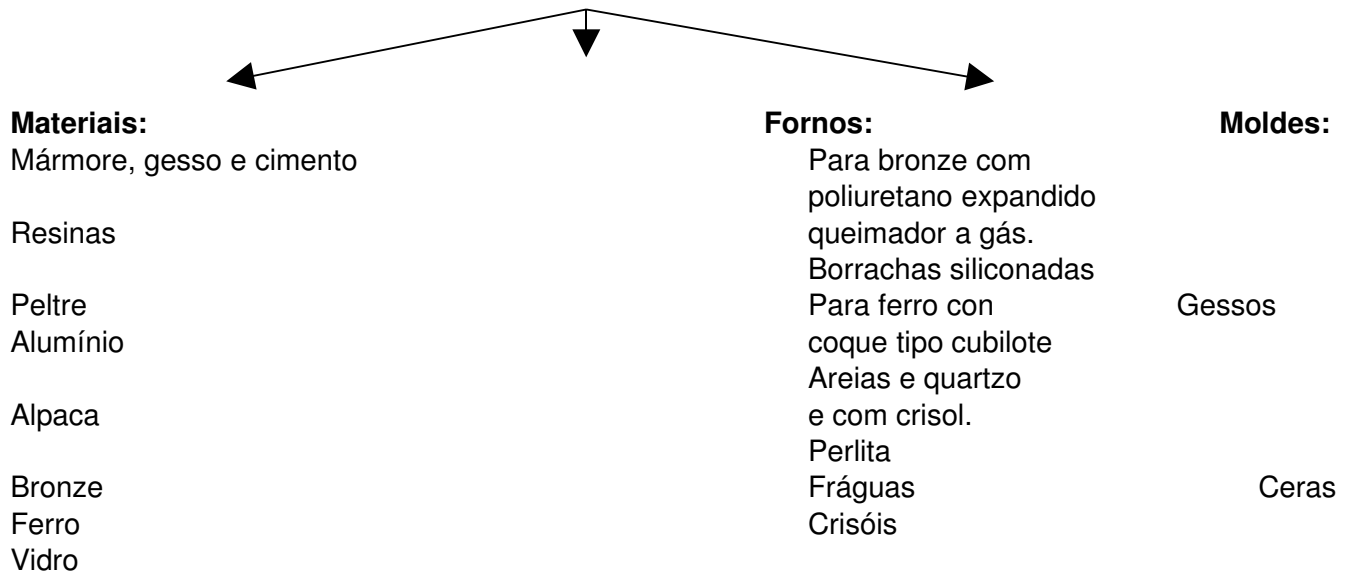 Materiais: Fornos: Moldes:
Mármore, gesso e cimento Para bronze com
poliuretano expandido
Resinas queimador a gás.
Borrachas siliconadas
Peltre Para ferro con Gessos
Alumínio coque tipo cubilote
Areias e quartzo
Alpaca e com crisol.
Perlita
Bronze Fráguas Ceras
Ferro Crisóis
Vidro